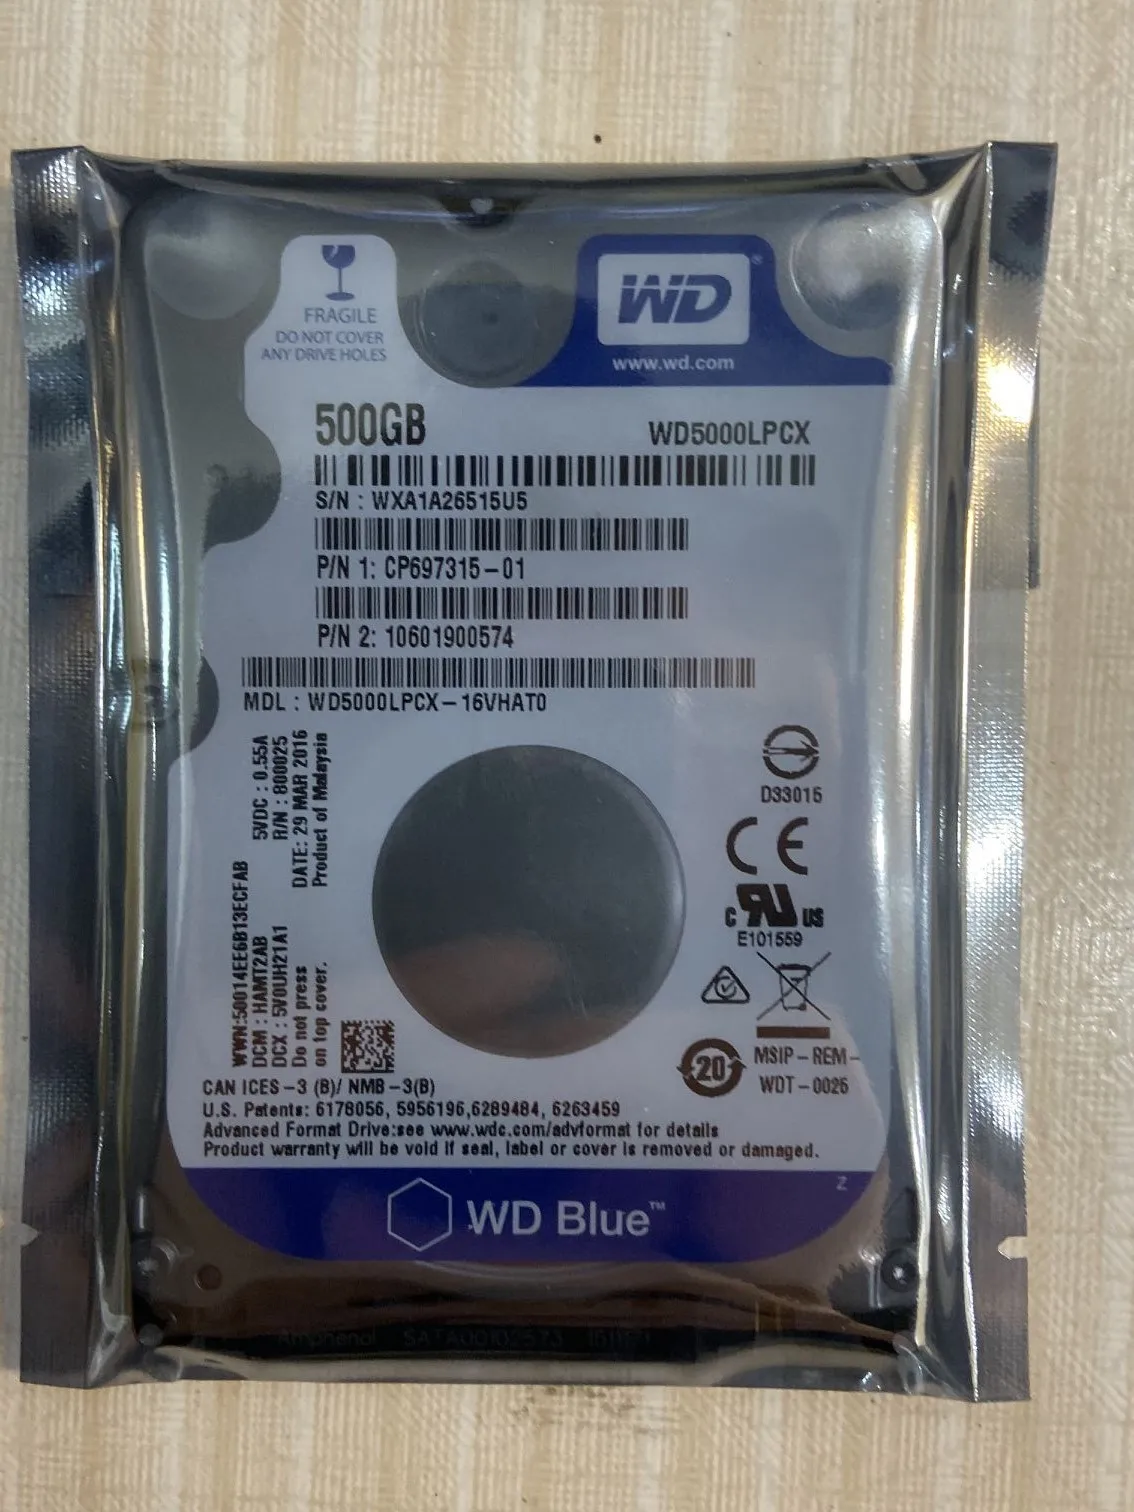 FRAGILE
DO NOT COVER
ANY DRIVE HOLES
WD®
www.wd.com
500GB
WD5000LPCX
S/N : WXA1A26515U5
P/N 1: CP697315-01
P/N 2: 10601900574
MDL : WD5000LPCX-16VHAT0
5VDC : 0.55A
R/N : 800025
DATE: 29 MAR 2016
Product of Malaysia
WWN:50014EE6B13ECFAB
DCM : HAMT2AB
DCX : 5V0UH21A1
Do not press
on top cover.
D33015
CE
c RU US
E101559
20
MSIP-REM-
WDT-0026
CAN ICES-3 (B)/ NMB-3(B)
U.S. Patents: 6178056, 5956196,6289484, 6263459
Advanced Format Drive:see www.wdc.com/advformat for details
Product warranty will be void if seal, label or cover is removed or damaged.
Z
WD Blue™
Amphenol SATA00102573